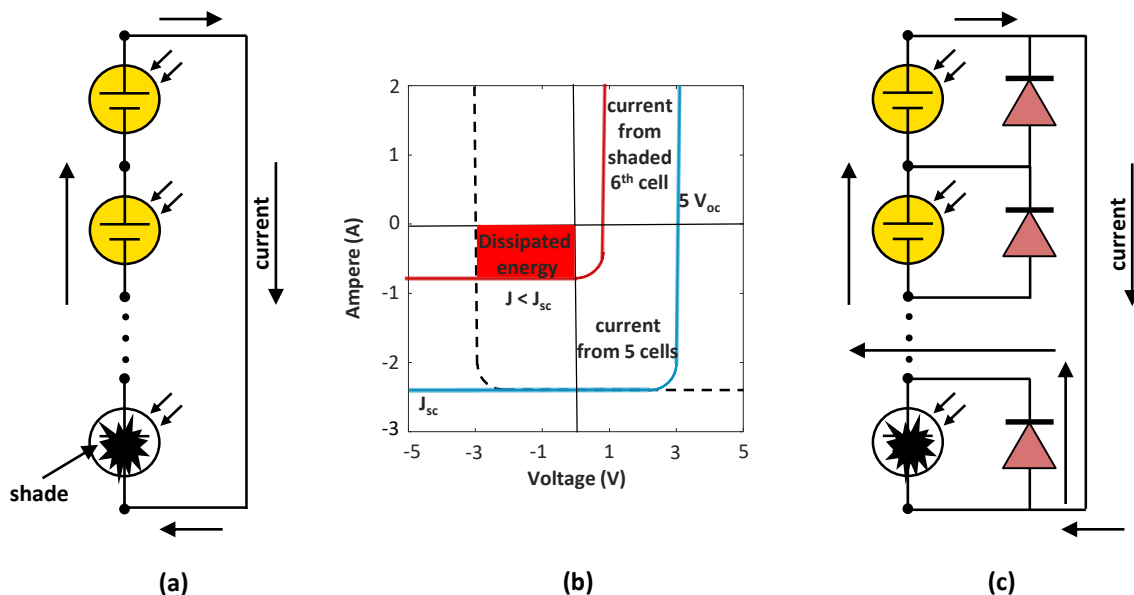 current
shade
(a)
2
1
0
-1
-2
-3
-5
-3
-1
1
3
5
Ampere (A)
Voltage (V)
current
from
shaded
6th cell
5 Voc
Dissipated
energy
J < Jsc
current
from 5 cells
Jsc
(b)
current
(c)